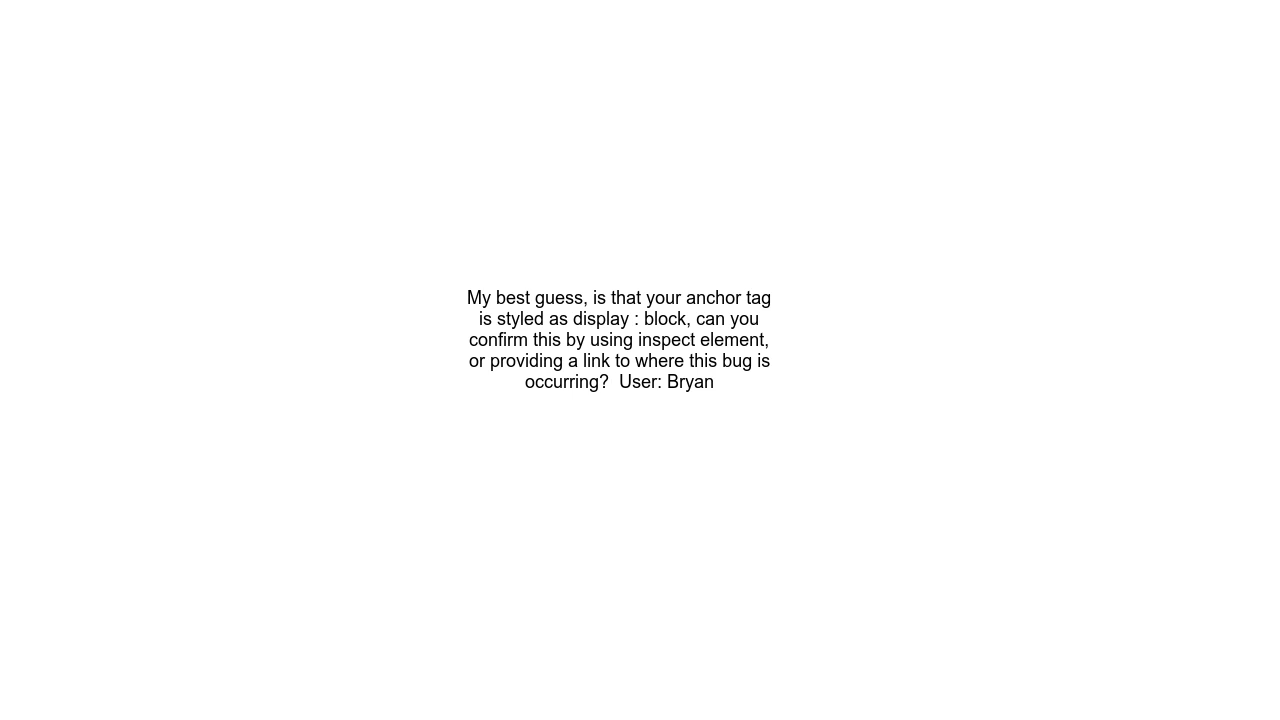 My best guess, is that your anchor tag
is styled as display : block, can you
confirm this by using inspect element,
or providing a link to where this bug is
occurring?  User: Bryan